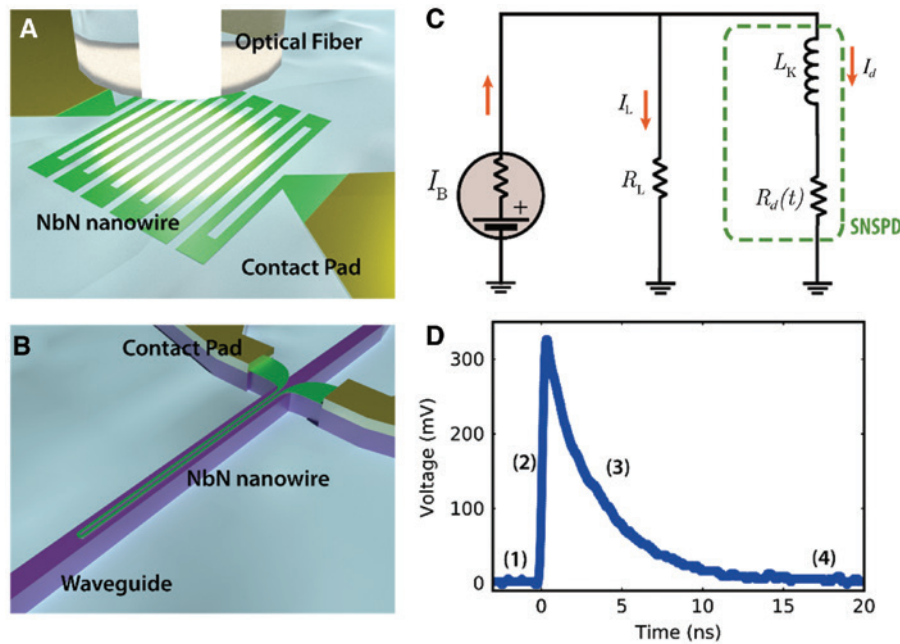 A
Optical Fiber
NbN nanowire
Contact Pad
B
Contact Pad
NbN nanowire
Waveguide
C
I_B
+
I_L
R_L
L_K
I_d
R_d(t)
SNSPD
D
Voltage (mV)
300
200
100
0
(1)
(2)
(3)
(4)
0 5 10 15 20
Time (ns)